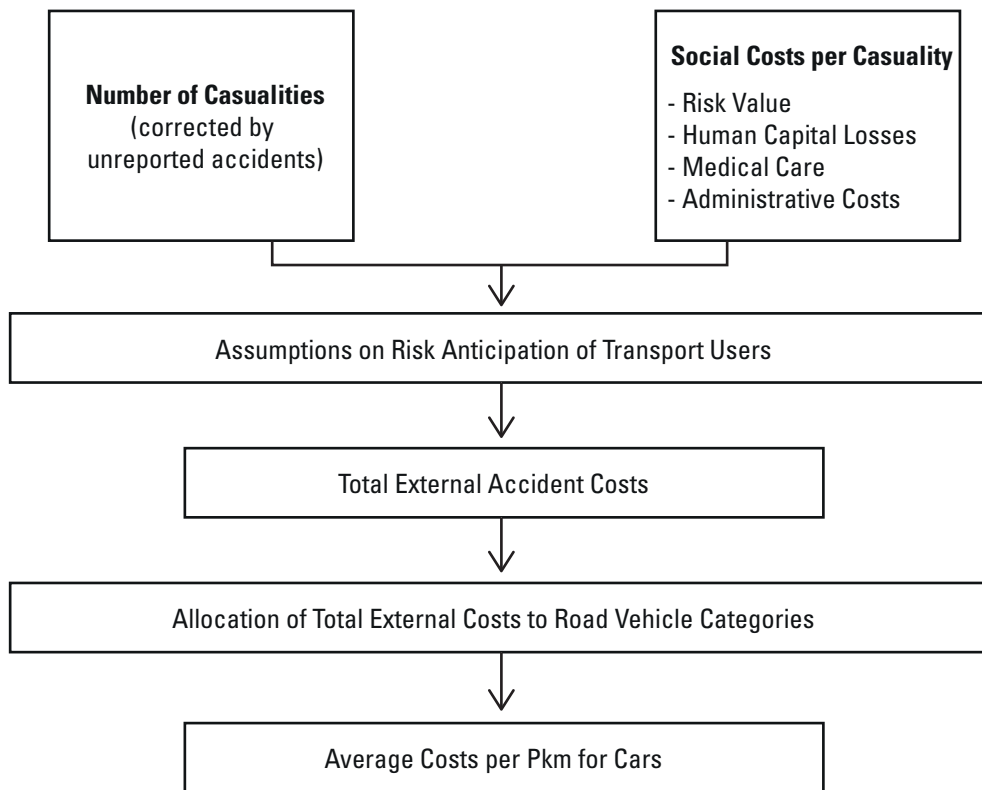 Number of Casualities
(corrected by
unreported accidents)
Social Costs per Casuality
- Risk Value
- Human Capital Losses
- Medical Care
- Administrative Costs
Assumptions on Risk Anticipation of Transport Users
Total External Accident Costs
Allocation of Total External Costs to Road Vehicle Categories
Average Costs per Pkm for Cars